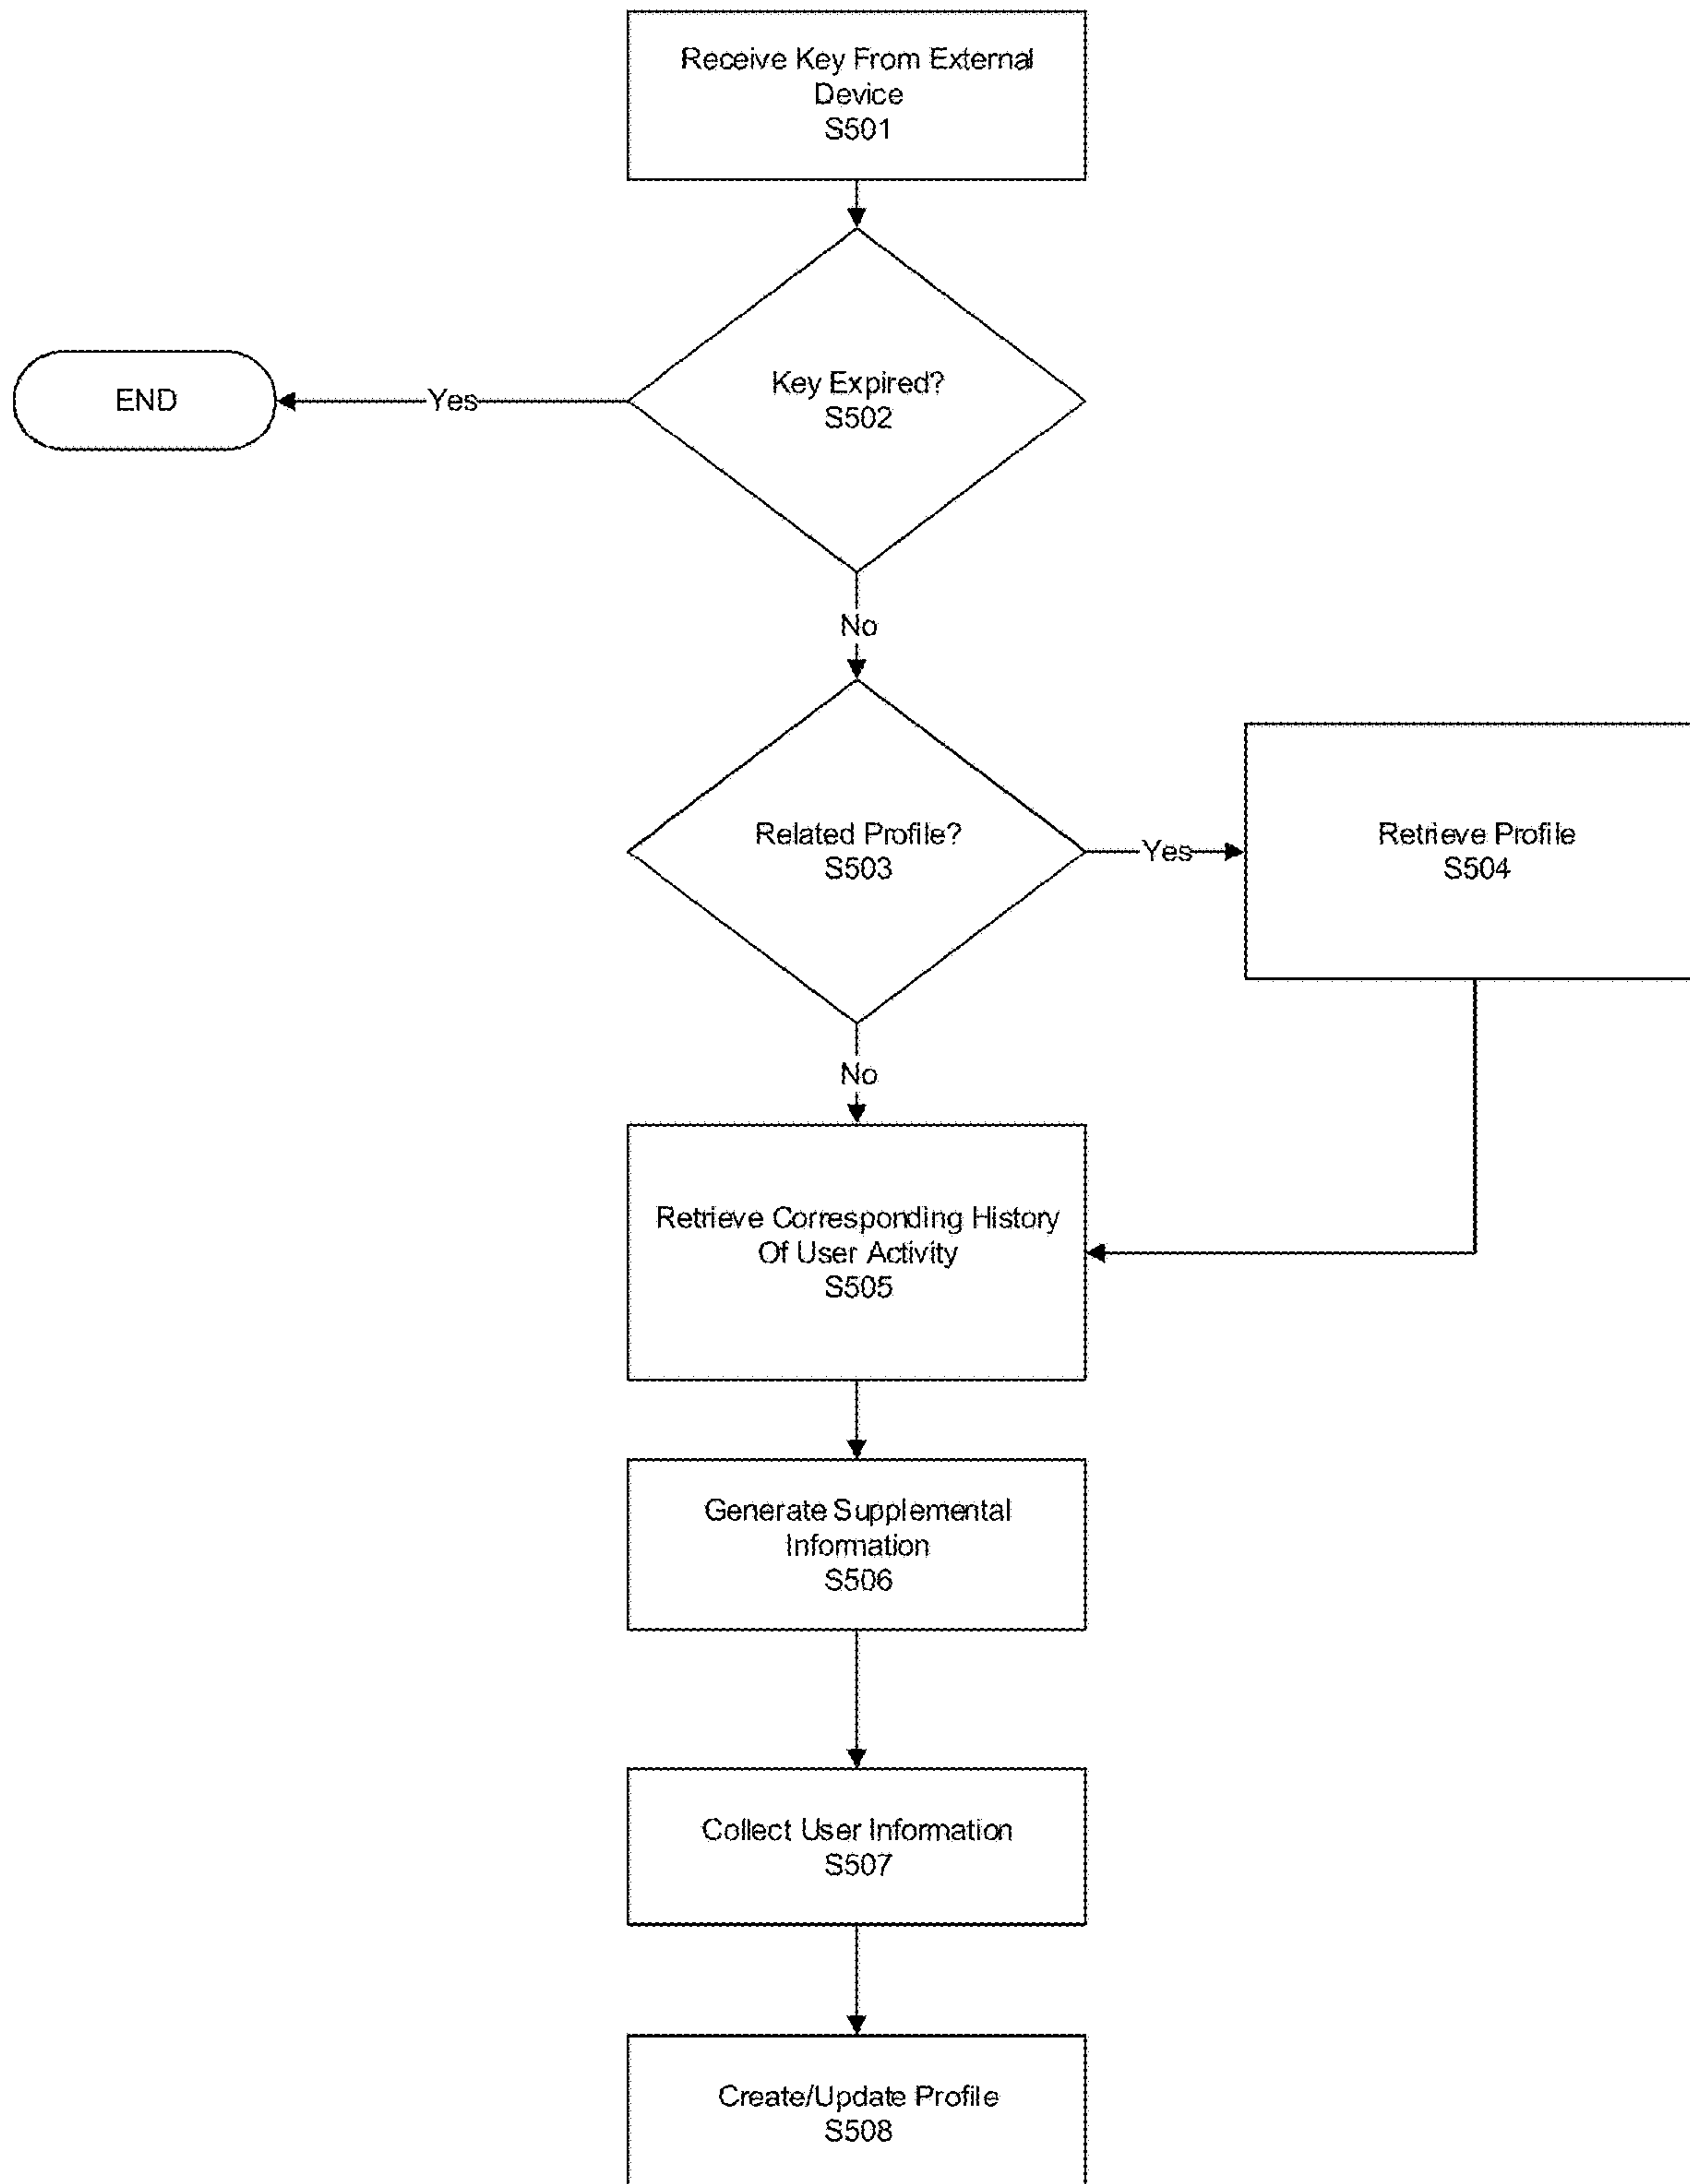 Receive Key From External
Device
S501
Key Expired?
S502
Yes
END
No
Related Profile?
S503
Yes
Retrieve Profile
S504
No
Retrieve Corresponding History
Of User Activity
S505
Generate Supplemental
Information
S506
Collect User Information
S507
Create/Update Profile
S508